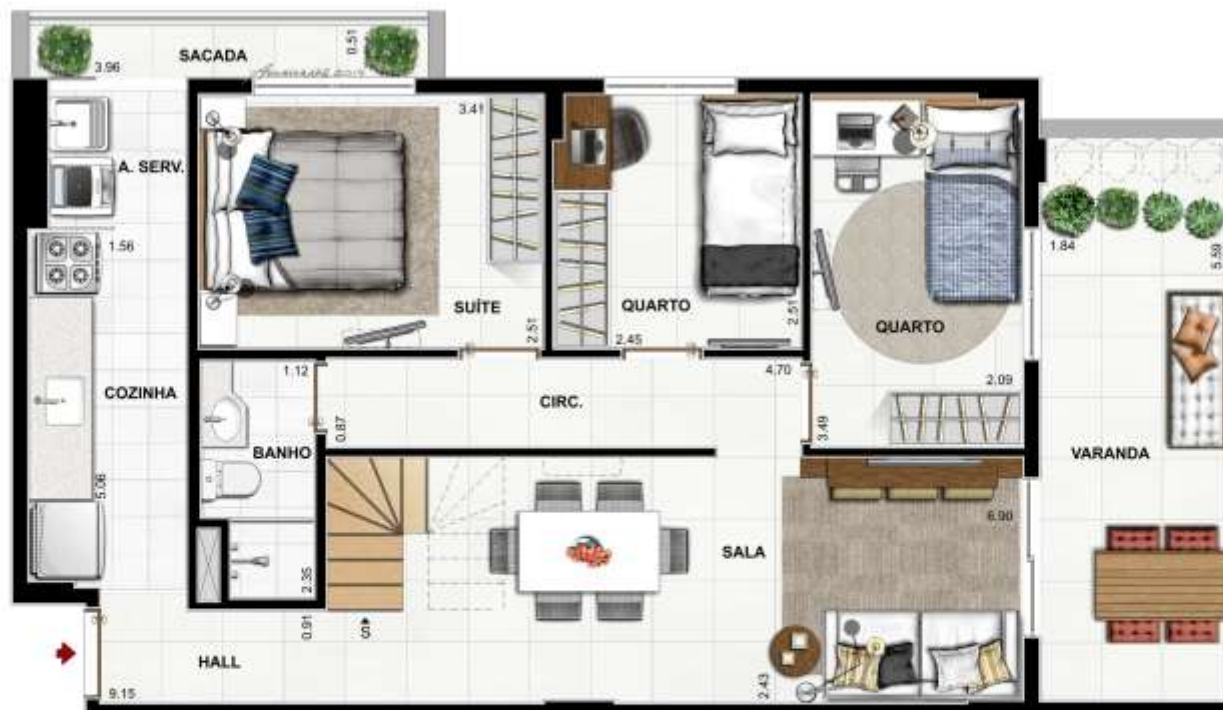 SACADA
0.51
3.96
3.41
A. SERV.
1.56
1.84
5.59
SUÍTE
2.51
QUARTO
2.51
QUARTO
2.45
1.12
4.70
2.09
COZINHA
CIRC.
0.87
3.49
BANHO
VARANDA
5.06
6.90
SALA
2.35
0.91
S
HALL
2.43
9.15